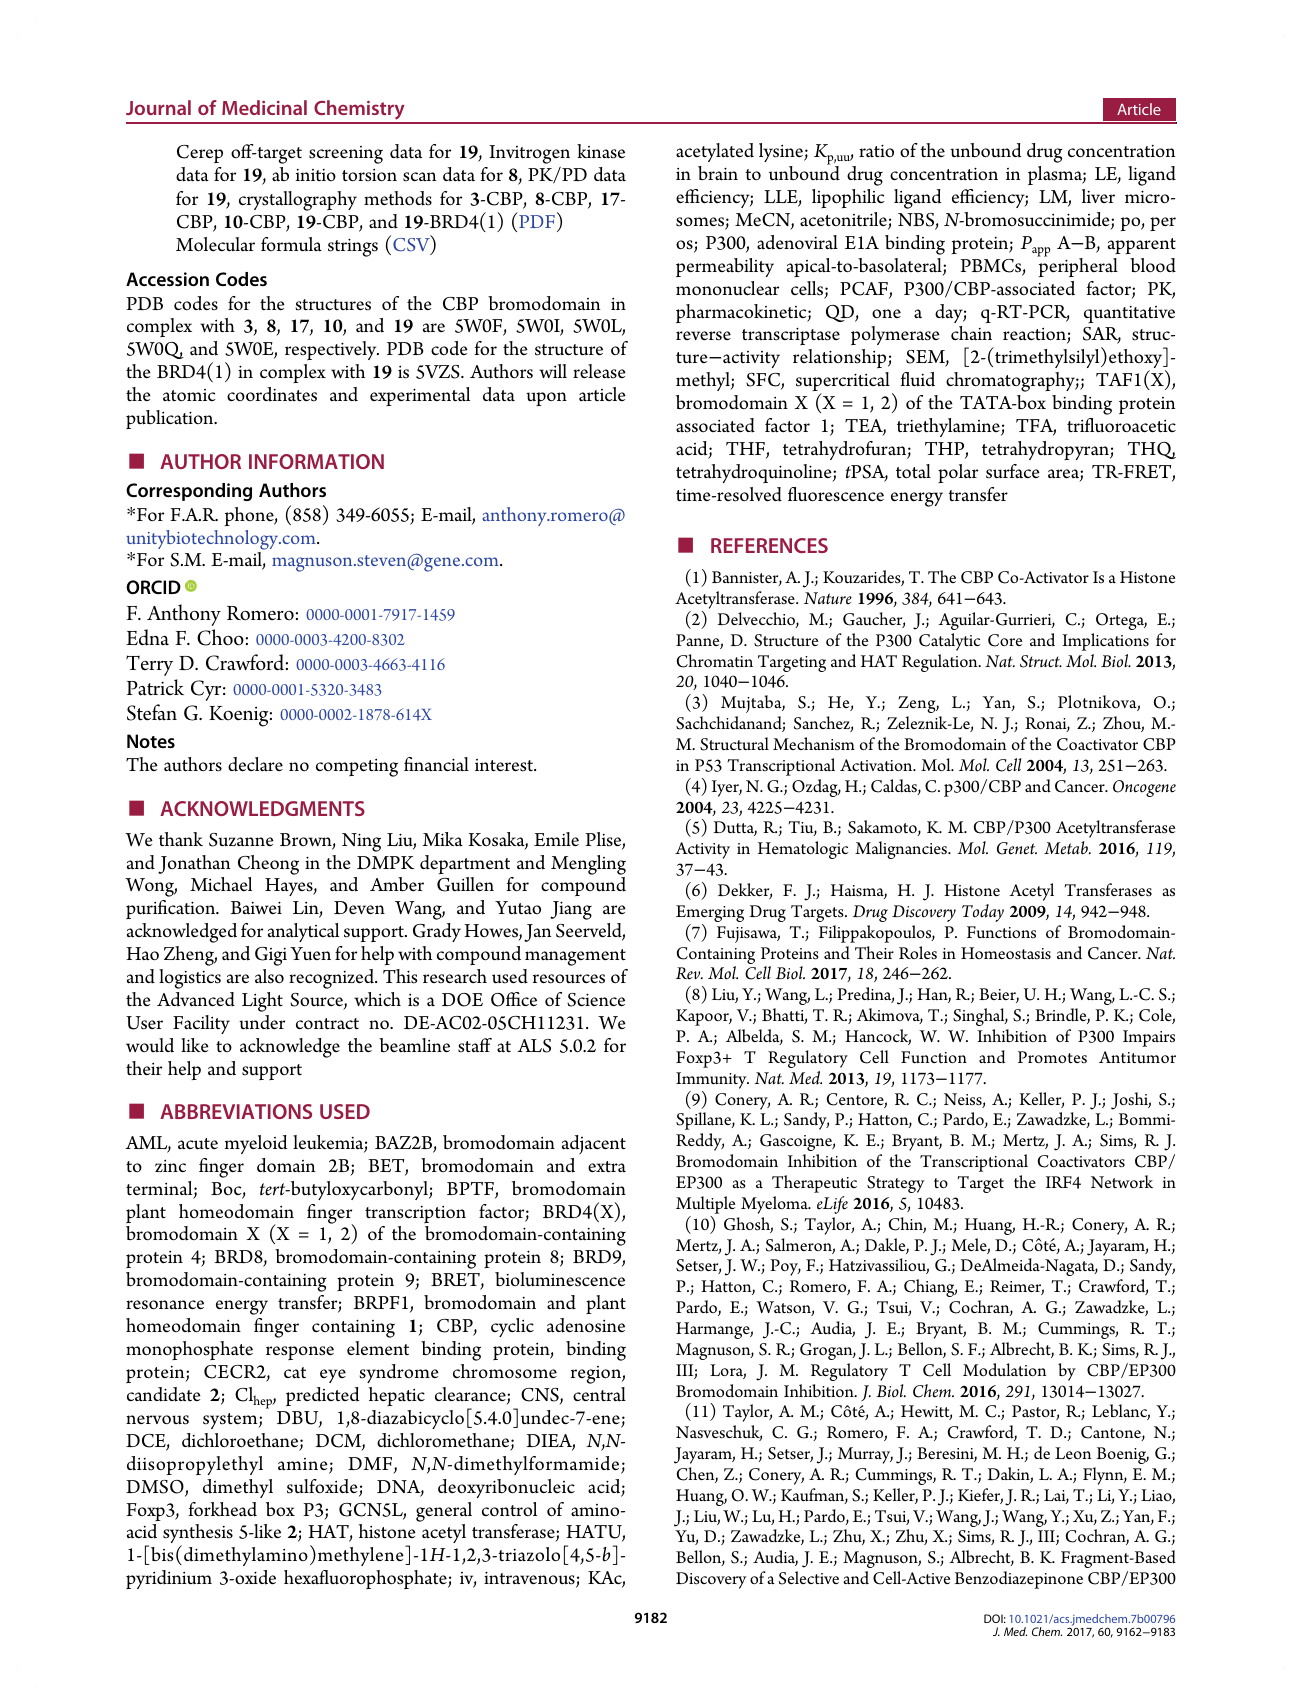 Journal of Medicinal Chemistry
Article
Cerep off-target screening data for 19, Invitrogen kinase
data for 19, ab initio torsion scan data for 8, PK/PD data
for 19, crystallography methods for 3-CBP, 8-CBP, 17-
CBP, 10-CBP, 19-CBP, and 19-BRD4(1) (PDF)
Molecular formula strings (CSV)
Accession Codes
PDB codes for the structures of the CBP bromodomain in
complex with 3, 8, 17, 10, and 19 are 5W0F, 5W0I, 5W0L,
5W0Q, and 5W0E, respectively. PDB code for the structure of
the BRD4(1) in complex with 19 is 5VZS. Authors will release
the atomic coordinates and experimental data upon article
publication.
■ AUTHOR INFORMATION
Corresponding Authors
*For F.A.R. phone, (858) 349-6055; E-mail, anthony.romero@
unitybiotechnology.com.
*For S.M. E-mail, magnuson.steven@gene.com.
ORCID
F. Anthony Romero: 0000-0001-7917-1459
Edna F. Choo: 0000-0003-4200-8302
Terry D. Crawford: 0000-0003-4663-4116
Patrick Cyr: 0000-0001-5320-3483
Stefan G. Koenig: 0000-0002-1878-614X
Notes
The authors declare no competing financial interest.
■ ACKNOWLEDGMENTS
We thank Suzanne Brown, Ning Liu, Mika Kosaka, Emile Plise,
and Jonathan Cheong in the DMPK department and Mengling
Wong, Michael Hayes, and Amber Guillen for compound
purification. Baiwei Lin, Deven Wang, and Yutao Jiang are
acknowledged for analytical support. Grady Howes, Jan Seerveld,
Hao Zheng, and Gigi Yuen for help with compound management
and logistics are also recognized. This research used resources of
the Advanced Light Source, which is a DOE Office of Science
User Facility under contract no. DE-AC02-05CH11231. We
would like to acknowledge the beamline staff at ALS 5.0.2 for
their help and support
■ ABBREVIATIONS USED
AML, acute myeloid leukemia; BAZ2B, bromodomain adjacent
to zinc finger domain 2B; BET, bromodomain and extra
terminal; Boc, tert-butyloxycarbonyl; BPTF, bromodomain
plant homeodomain finger transcription factor; BRD4(X),
bromodomain X (X = 1, 2) of the bromodomain-containing
protein 4; BRD8, bromodomain-containing protein 8; BRD9,
bromodomain-containing protein 9; BRET, bioluminescence
resonance energy transfer; BRPF1, bromodomain and plant
homeodomain finger containing 1; CBP, cyclic adenosine
monophosphate response element binding protein, binding
protein; CECR2, cat eye syndrome chromosome region,
candidate 2; Clhep, predicted hepatic clearance; CNS, central
nervous system; DBU, 1,8-diazabicyclo[5.4.0]undec-7-ene;
DCE, dichloroethane; DCM, dichloromethane; DIEA, N,N-
diisopropylethyl amine; DMF, N,N-dimethylformamide;
DMSO, dimethyl sulfoxide; DNA, deoxyribonucleic acid;
Foxp3, forkhead box P3; GCN5L, general control of amino-
acid synthesis 5-like 2; HAT, histone acetyl transferase; HATU,
1-[bis(dimethylamino)methylene]-1H-1,2,3-triazolo[4,5-b]-
pyridinium 3-oxide hexafluorophosphate; iv, intravenous; KAc,
acetylated lysine; Kp,uu, ratio of the unbound drug concentration
in brain to unbound drug concentration in plasma; LE, ligand
efficiency; LLE, lipophilic ligand efficiency; LM, liver micro-
somes; MeCN, acetonitrile; NBS, N-bromosuccinimide; po, per
os; P300, adenoviral E1A binding protein; Papp A−B, apparent
permeability apical-to-basolateral; PBMCs, peripheral blood
mononuclear cells; PCAF, P300/CBP-associated factor; PK,
pharmacokinetic; QD, one a day; q-RT-PCR, quantitative
reverse transcriptase polymerase chain reaction; SAR, struc-
ture−activity relationship; SEM, [2-(trimethylsilyl)ethoxy]-
methyl; SFC, supercritical fluid chromatography;; TAF1(X),
bromodomain X (X = 1, 2) of the TATA-box binding protein
associated factor 1; TEA, triethylamine; TFA, trifluoroacetic
acid; THF, tetrahydrofuran; THP, tetrahydropyran; THQ,
tetrahydroquinoline; tPSA, total polar surface area; TR-FRET,
time-resolved fluorescence energy transfer
■ REFERENCES
(1) Bannister, A. J.; Kouzarides, T. The CBP Co-Activator Is a Histone
Acetyltransferase. Nature 1996, 384, 641−643.
(2) Delvecchio, M.; Gaucher, J.; Aguilar-Gurrieri, C.; Ortega, E.;
Panne, D. Structure of the P300 Catalytic Core and Implications for
Chromatin Targeting and HAT Regulation. Nat. Struct. Mol. Biol. 2013,
20, 1040−1046.
(3) Mujtaba, S.; He, Y.; Zeng, L.; Yan, S.; Plotnikova, O.;
Sachchidanand; Sanchez, R.; Zeleznik-Le, N. J.; Ronai, Z.; Zhou, M.-
M. Structural Mechanism of the Bromodomain of the Coactivator CBP
in P53 Transcriptional Activation. Mol. Mol. Cell 2004, 13, 251−263.
(4) Iyer, N. G.; Ozdag, H.; Caldas, C. p300/CBP and Cancer. Oncogene
2004, 23, 4225−4231.
(5) Dutta, R.; Tiu, B.; Sakamoto, K. M. CBP/P300 Acetyltransferase
Activity in Hematologic Malignancies. Mol. Genet. Metab. 2016, 119,
37−43.
(6) Dekker, F. J.; Haisma, H. J. Histone Acetyl Transferases as
Emerging Drug Targets. Drug Discovery Today 2009, 14, 942−948.
(7) Fujisawa, T.; Filippakopoulos, P. Functions of Bromodomain-
Containing Proteins and Their Roles in Homeostasis and Cancer. Nat.
Rev. Mol. Cell Biol. 2017, 18, 246−262.
(8) Liu, Y.; Wang, L.; Predina, J.; Han, R.; Beier, U. H.; Wang, L.-C. S.;
Kapoor, V.; Bhatti, T. R.; Akimova, T.; Singhal, S.; Brindle, P. K.; Cole,
P. A.; Albelda, S. M.; Hancock, W. W. Inhibition of P300 Impairs
Foxp3+ T Regulatory Cell Function and Promotes Antitumor
Immunity. Nat. Med. 2013, 19, 1173−1177.
(9) Conery, A. R.; Centore, R. C.; Neiss, A.; Keller, P. J.; Joshi, S.;
Spillane, K. L.; Sandy, P.; Hatton, C.; Pardo, E.; Zawadzke, L.; Bommi-
Reddy, A.; Gascoigne, K. E.; Bryant, B. M.; Mertz, J. A.; Sims, R. J.
Bromodomain Inhibition of the Transcriptional Coactivators CBP/
EP300 as a Therapeutic Strategy to Target the IRF4 Network in
Multiple Myeloma. eLife 2016, 5, 10483.
(10) Ghosh, S.; Taylor, A.; Chin, M.; Huang, H.-R.; Conery, A. R.;
Mertz, J. A.; Salmeron, A.; Dakle, P. J.; Mele, D.; Côté, A.; Jayaram, H.;
Setser, J. W.; Poy, F.; Hatzivassiliou, G.; DeAlmeida-Nagata, D.; Sandy,
P.; Hatton, C.; Romero, F. A.; Chiang, E.; Reimer, T.; Crawford, T.;
Pardo, E.; Watson, V. G.; Tsui, V.; Cochran, A. G.; Zawadzke, L.;
Harmange, J.-C.; Audia, J. E.; Bryant, B. M.; Cummings, R. T.;
Magnuson, S. R.; Grogan, J. L.; Bellon, S. F.; Albrecht, B. K.; Sims, R. J.,
III; Lora, J. M. Regulatory T Cell Modulation by CBP/EP300
Bromodomain Inhibition. J. Biol. Chem. 2016, 291, 13014−13027.
(11) Taylor, A. M.; Côté, A.; Hewitt, M. C.; Pastor, R.; Leblanc, Y.;
Nasveschuk, C. G.; Romero, F. A.; Crawford, T. D.; Cantone, N.;
Jayaram, H.; Setser, J.; Murray, J.; Beresini, M. H.; de Leon Boenig, G.;
Chen, Z.; Conery, A. R.; Cummings, R. T.; Dakin, L. A.; Flynn, E. M.;
Huang, O. W.; Kaufman, S.; Keller, P. J.; Kiefer, J. R.; Lai, T.; Li, Y.; Liao,
J.; Liu, W.; Lu, H.; Pardo, E.; Tsui, V.; Wang, J.; Wang, Y.; Xu, Z.; Yan, F.;
Yu, D.; Zawadzke, L.; Zhu, X.; Zhu, X.; Sims, R. J., III; Cochran, A. G.;
Bellon, S.; Audia, J. E.; Magnuson, S.; Albrecht, B. K. Fragment-Based
Discovery of a Selective and Cell-Active Benzodiazepinone CBP/EP300
9182
DOI: 10.1021/acs.jmedchem.7b00796
J. Med. Chem. 2017, 60, 9162−9183